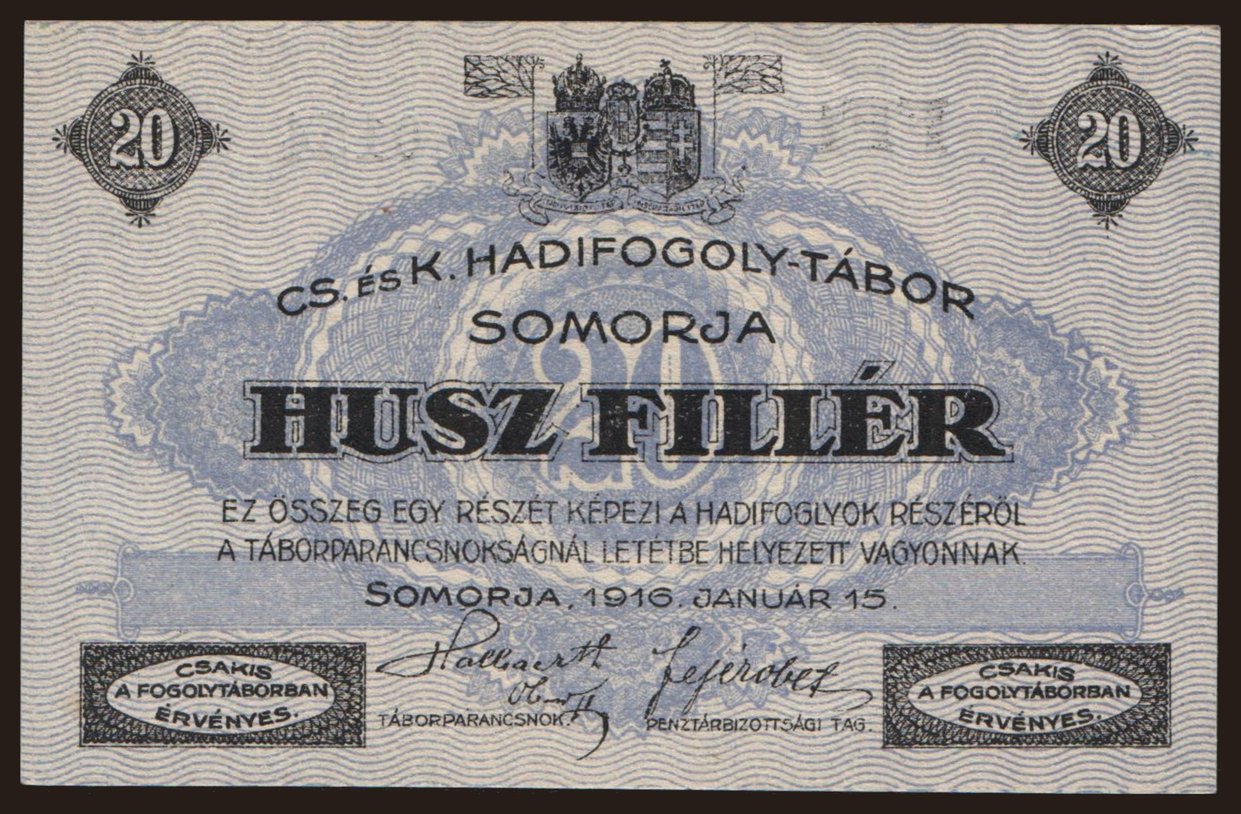 20 20
CS. ÉS K. HADIFOGOLY-TÁBOR
SOMORJA
20
HUSZ FILLÉR
EZ ÖSSZEG EGY RÉSZÉT KÉPEZI A HADIFOGLYOK RÉSZÉRŐL
A TÁBORPARANCSNOKSÁGNÁL LETÉTBE HELYEZETT VAGYONNAK.
SOMORJA, 1916. JANUÁR 15.
CSAKIS
A FOGOLYTÁBORBAN
ÉRVÉNYES.
TÁBORPARANCSNOK.
PÉNZTÁRBIZOTTSÁGI TAG.
CSAKIS
A FOGOLYTÁBORBAN
ÉRVÉNYES.